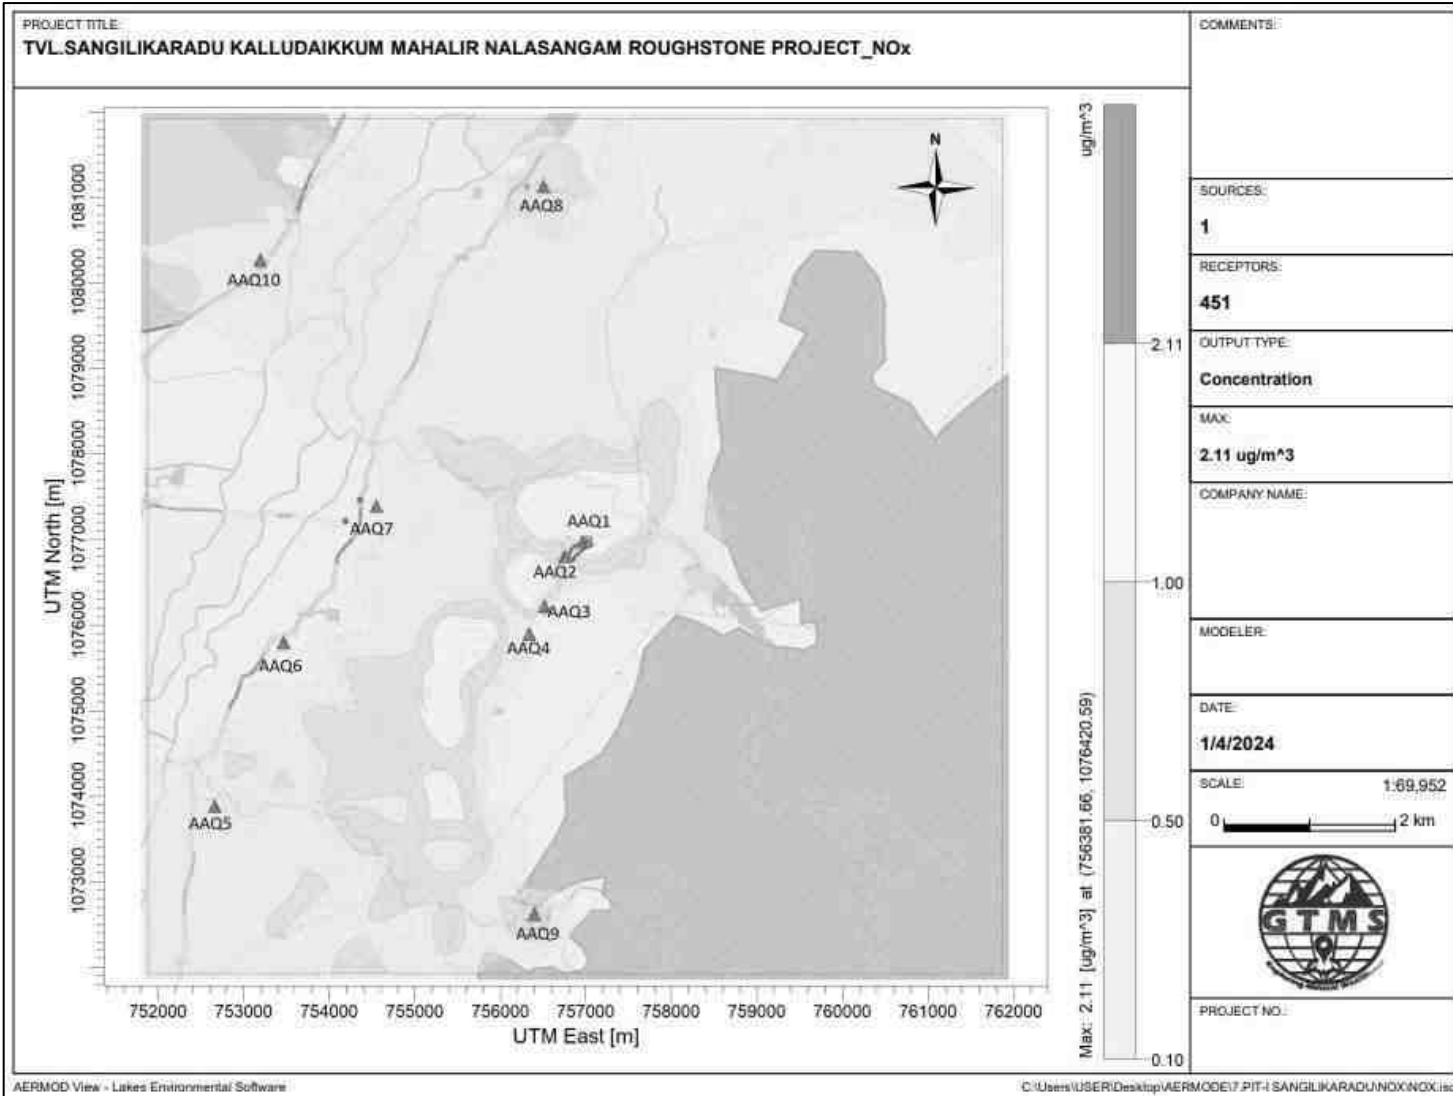 PROJECT TITLE:
TVL.SANGILIKARADU KALLUDAIKKUM MAHALIR NALASANGAM ROUGHSTONE PROJECT_NOx
COMMENTS:
SOURCES:
1
RECEPTORS:
451
OUTPUT TYPE:
Concentration
MAX:
2.11 ug/m^3
COMPANY NAME:
MODELER:
DATE:
1/4/2024
SCALE:
1:69,952
0
2 km
GTMS
PROJECT NO.:
ug/m^3
2.11
1.00
0.50
0.10
Max: 2.11 [ug/m^3] at (756381.66, 1076420.59)
N
AAQ8
AAQ10
AAQ1
AAQ7
AAQ2
AAQ3
AAQ4
AAQ6
AAQ5
AAQ9
UTM North [m]
1081000
1080000
1079000
1078000
1077000
1076000
1075000
1074000
1073000
752000 753000 754000 755000 756000 757000 758000 759000 760000 761000 762000
UTM East [m]
AERMOD View - Lakes Environmental Software
C:\Users\USER\Desktop\AERMODE\7.PIT-I SANGILIKARADU\NOX\NOX.isc